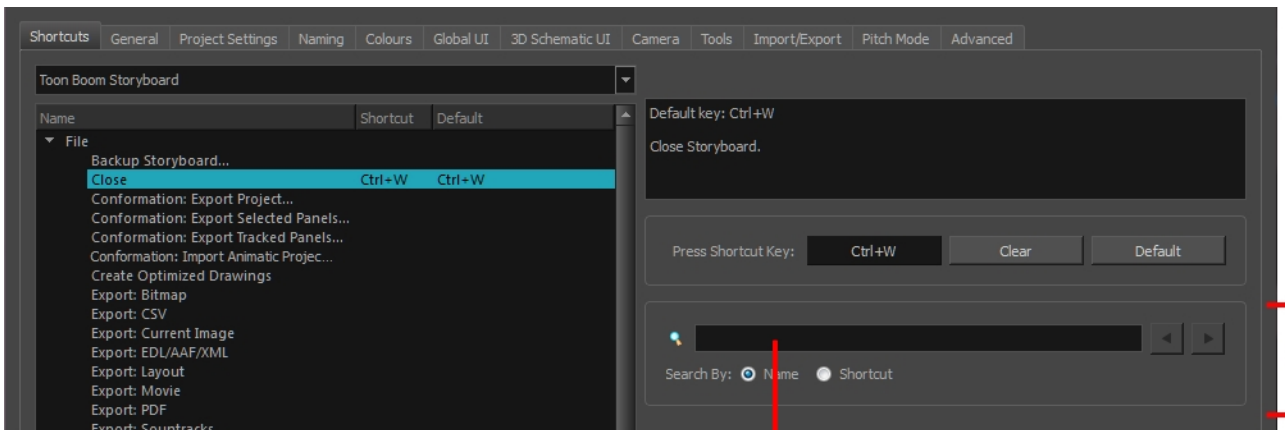 Shortcuts General Project Settings Naming Colours Global UI 3D Schematic UI Camera Tools Import/Export Pitch Mode Advanced
Toon Boom Storyboard
Name Shortcut Default
File
Backup Storyboard...
Close Ctrl+W Ctrl+W
Conformation: Export Project...
Conformation: Export Selected Panels...
Conformation: Export Tracked Panels...
Conformation: Import Animatic Projec...
Create Optimized Drawings
Export: Bitmap
Export: CSV
Export: Current Image
Export: EDL/AAF/XML
Export: Layout
Export: Movie
Export: PDF
Export: Sountracks
Default key: Ctrl+W
Close Storyboard.
Press Shortcut Key: Ctrl+W Clear Default
Search By: Name Shortcut